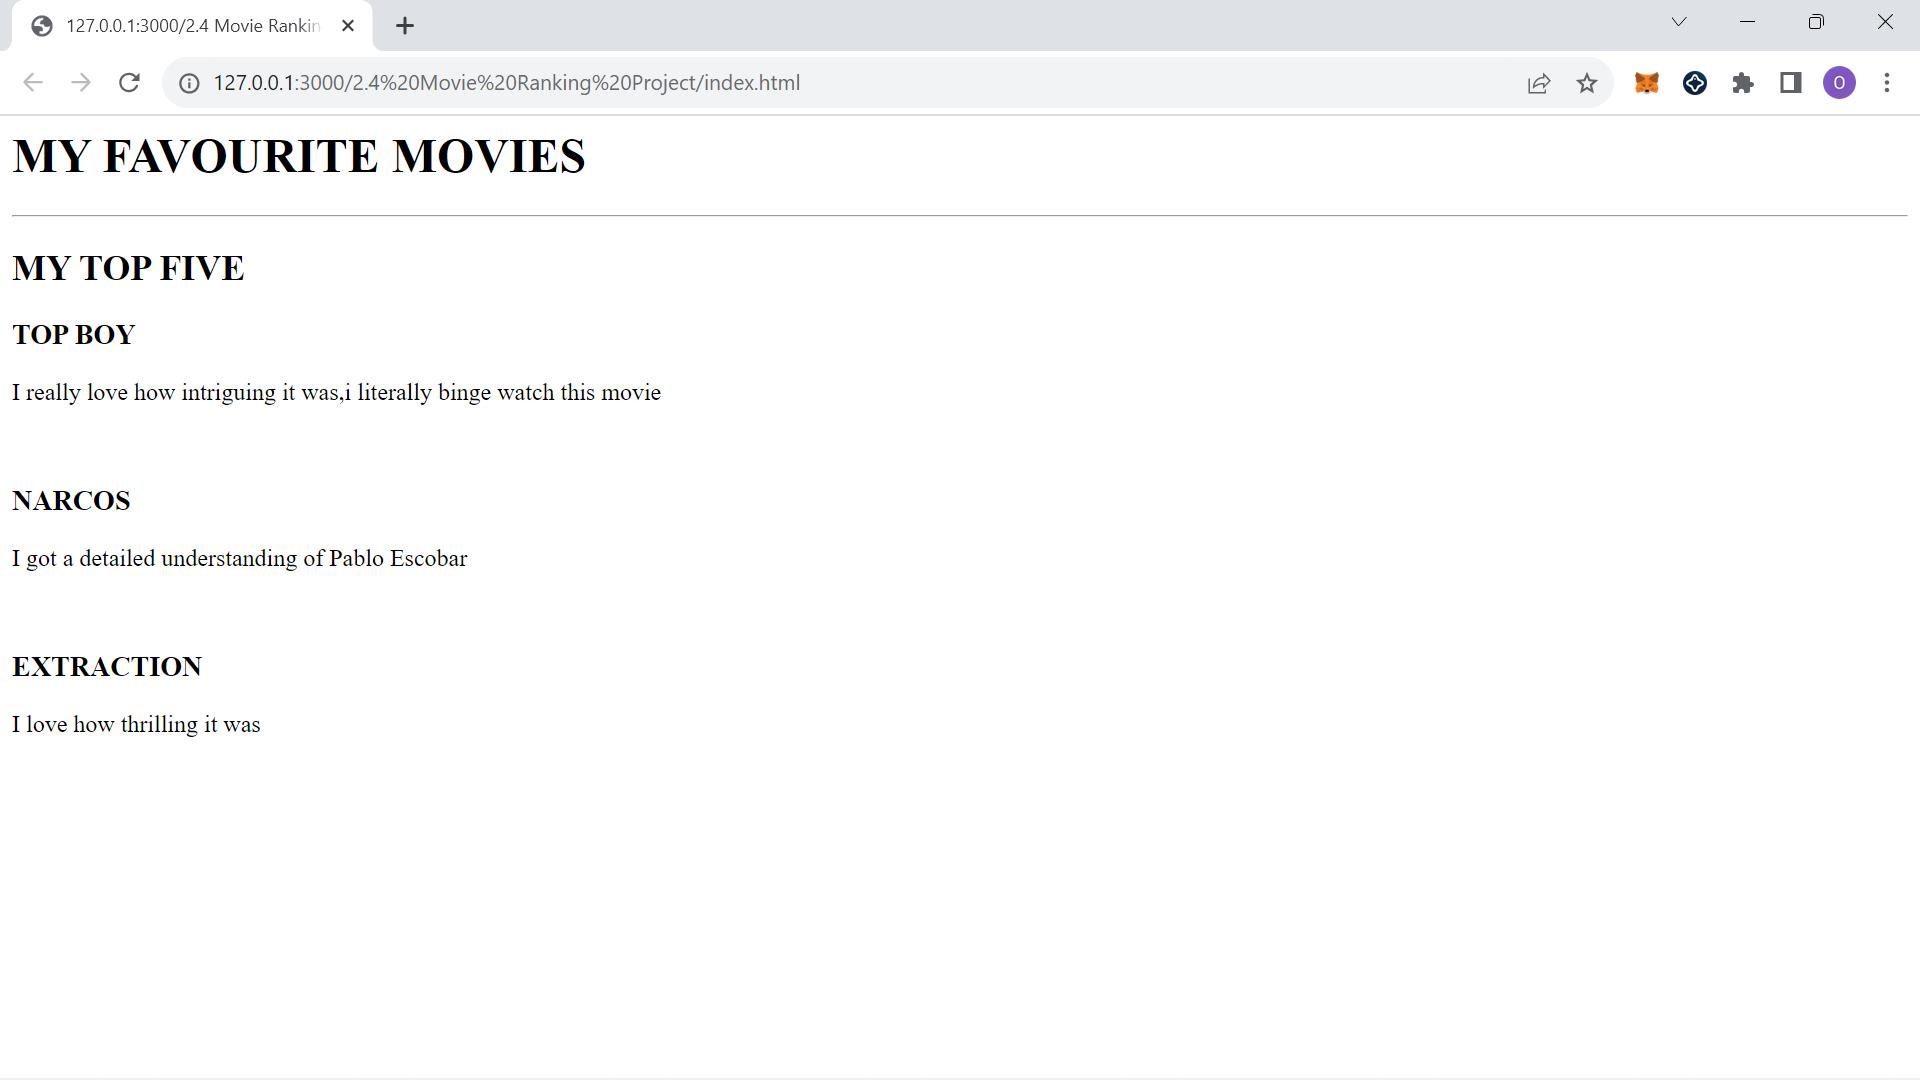 127.0.0.1:3000/2.4 Movie Rankin
127.0.0.1:3000/2.4%20Movie%20Ranking%20Project/index.html
O
MY FAVOURITE MOVIES
MY TOP FIVE
TOP BOY
I really love how intriguing it was,i literally binge watch this movie
NARCOS
I got a detailed understanding of Pablo Escobar
EXTRACTION
I love how thrilling it was